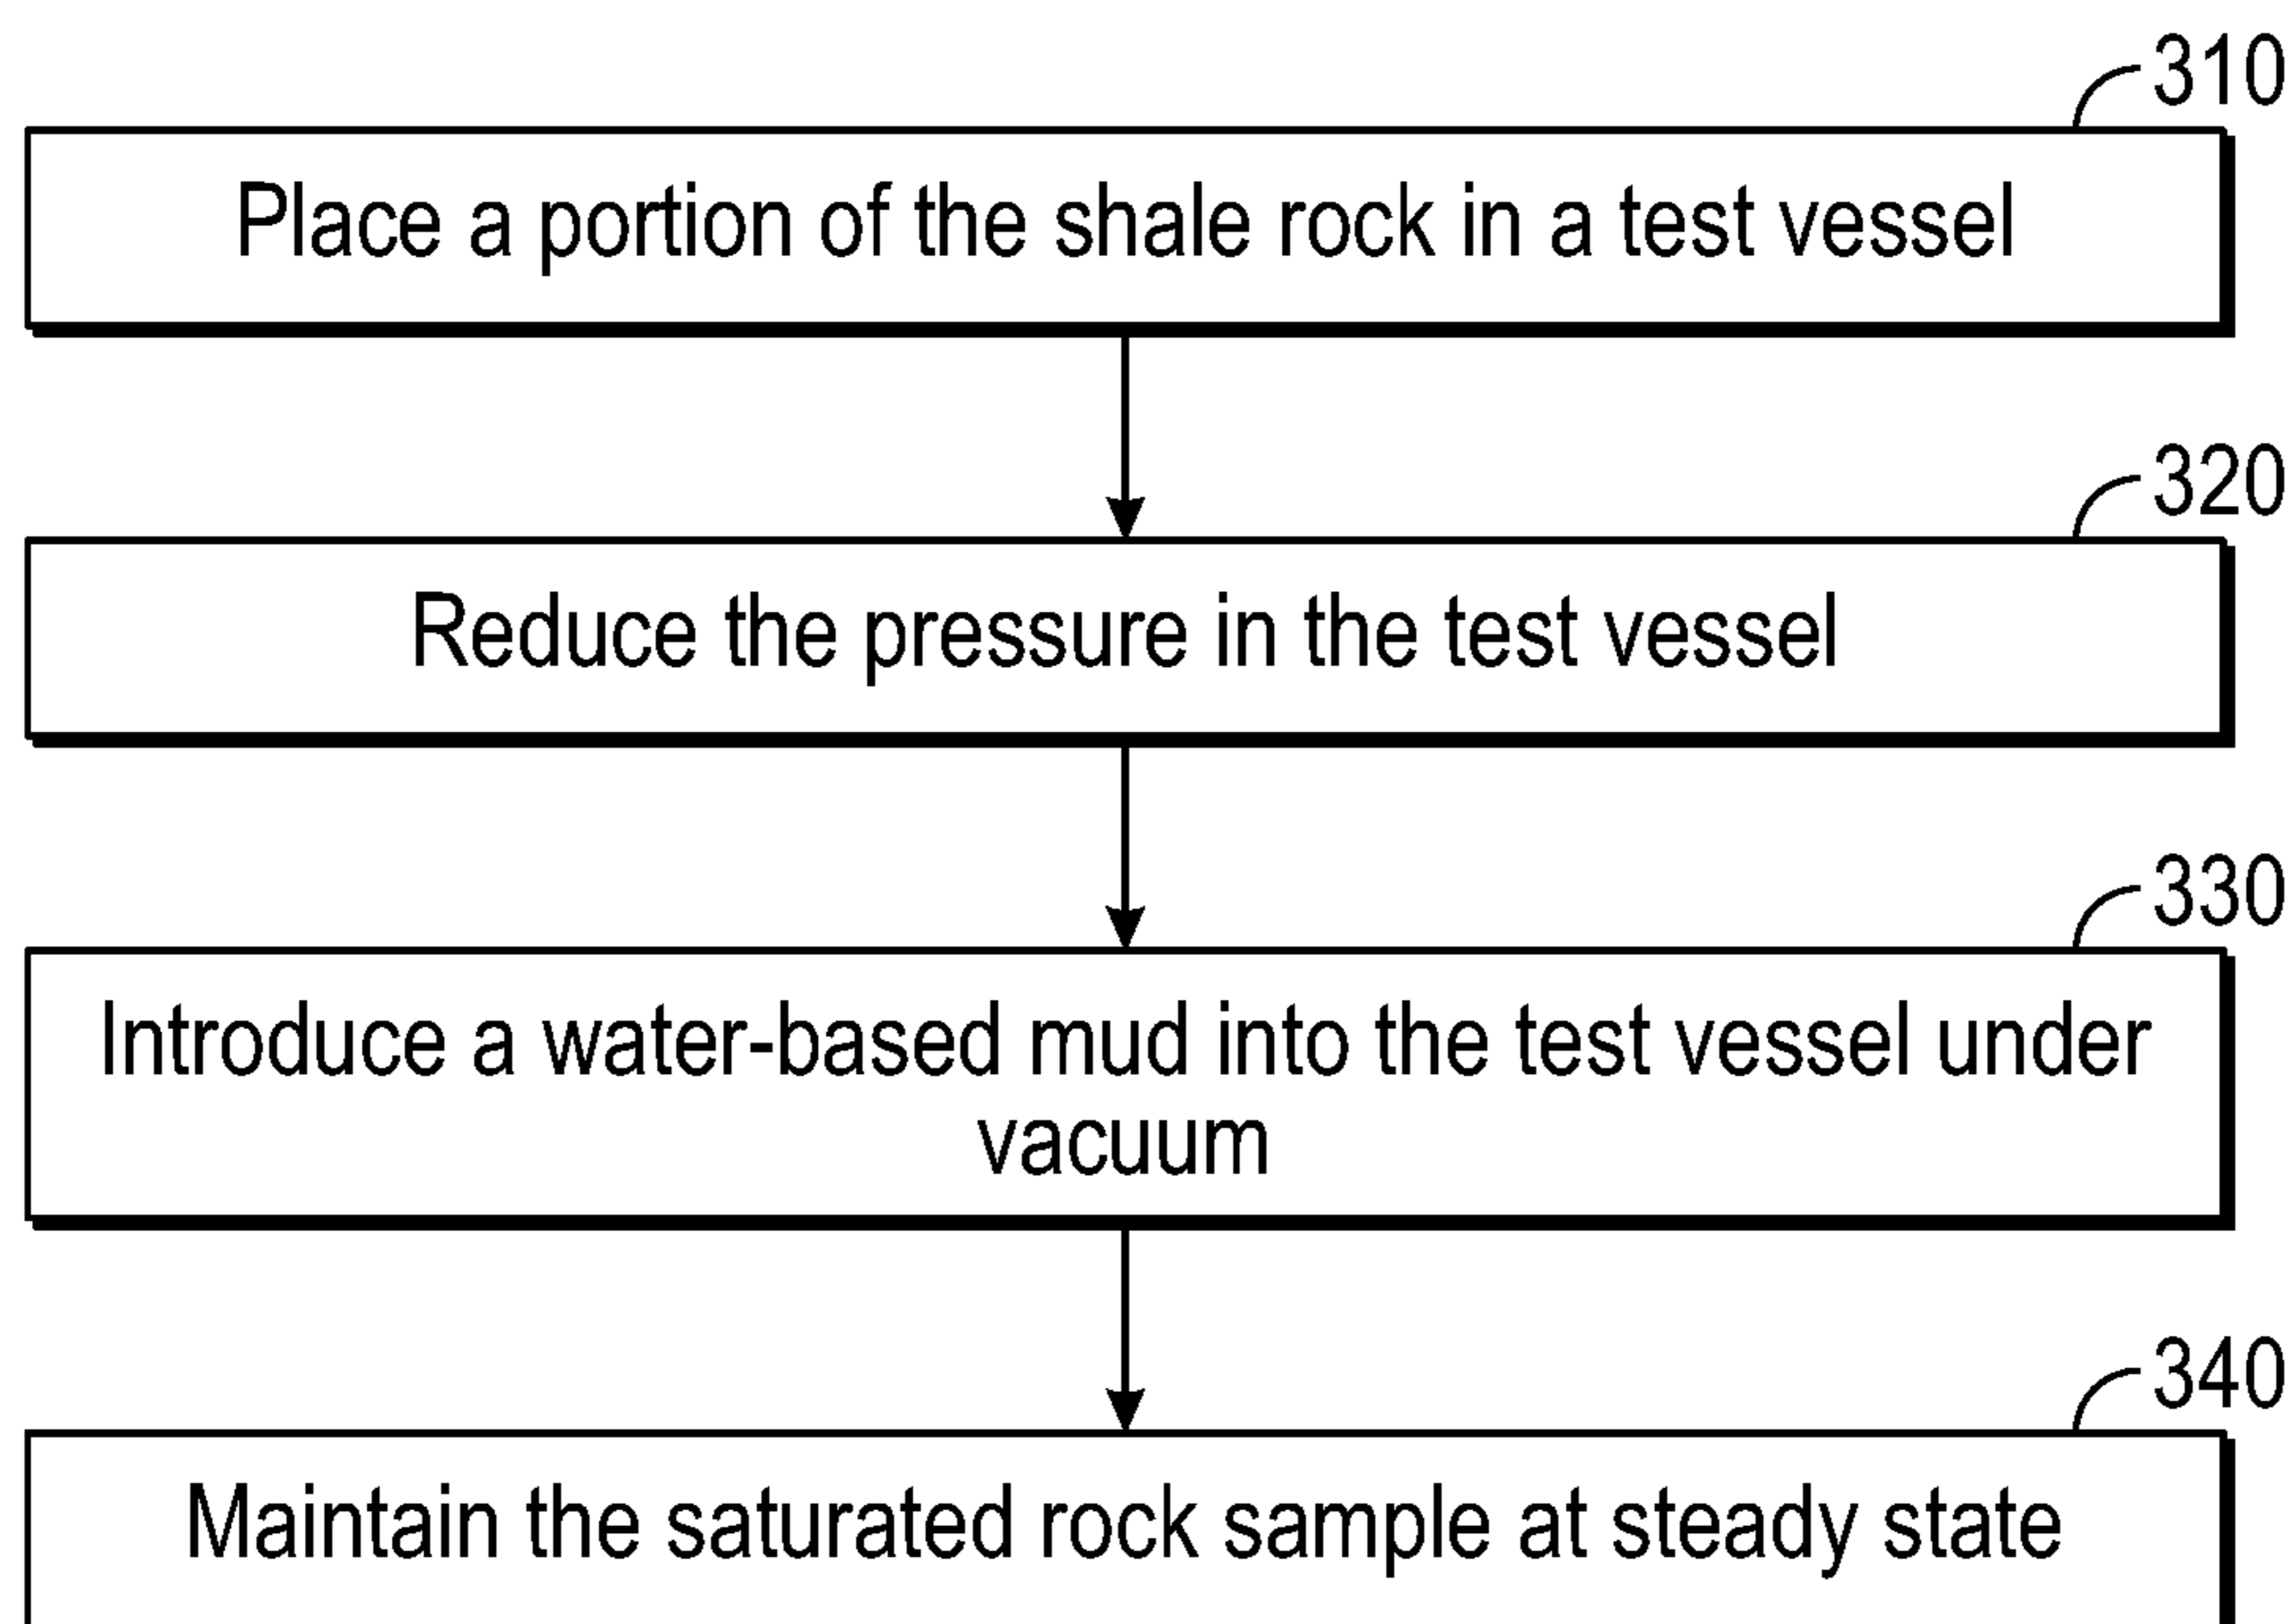 310
Place a portion of the shale rock in a test vessel
320
Reduce the pressure in the test vessel
330
Introduce a water-based mud into the test vessel under
vacuum
340
Maintain the saturated rock sample at steady state